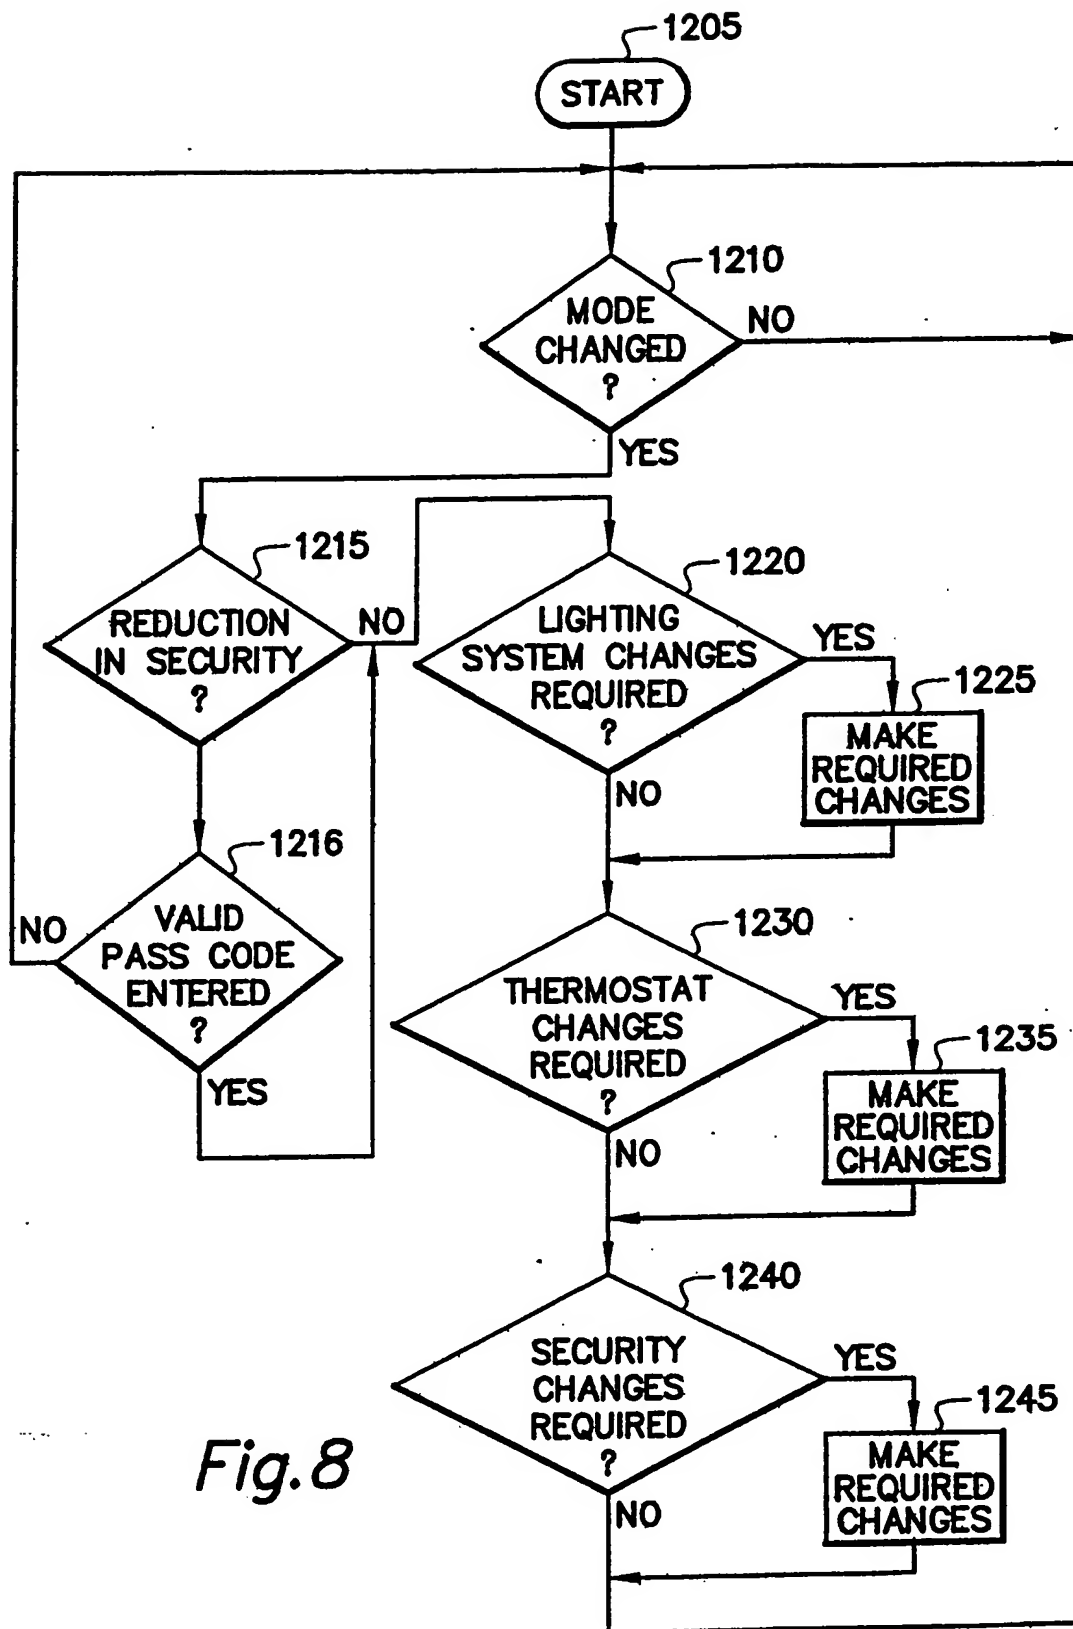 1205
START
1210
MODE
CHANGED
?
NO
YES
1215
REDUCTION
IN SECURITY
?
NO
1220
LIGHTING
SYSTEM CHANGES
REQUIRED
?
YES
NO
1225
MAKE
REQUIRED
CHANGES
1216
VALID
PASS CODE
ENTERED
?
NO
YES
1230
THERMOSTAT
CHANGES
REQUIRED
?
YES
NO
1235
MAKE
REQUIRED
CHANGES
1240
SECURITY
CHANGES
REQUIRED
?
YES
NO
1245
MAKE
REQUIRED
CHANGES
Fig.8